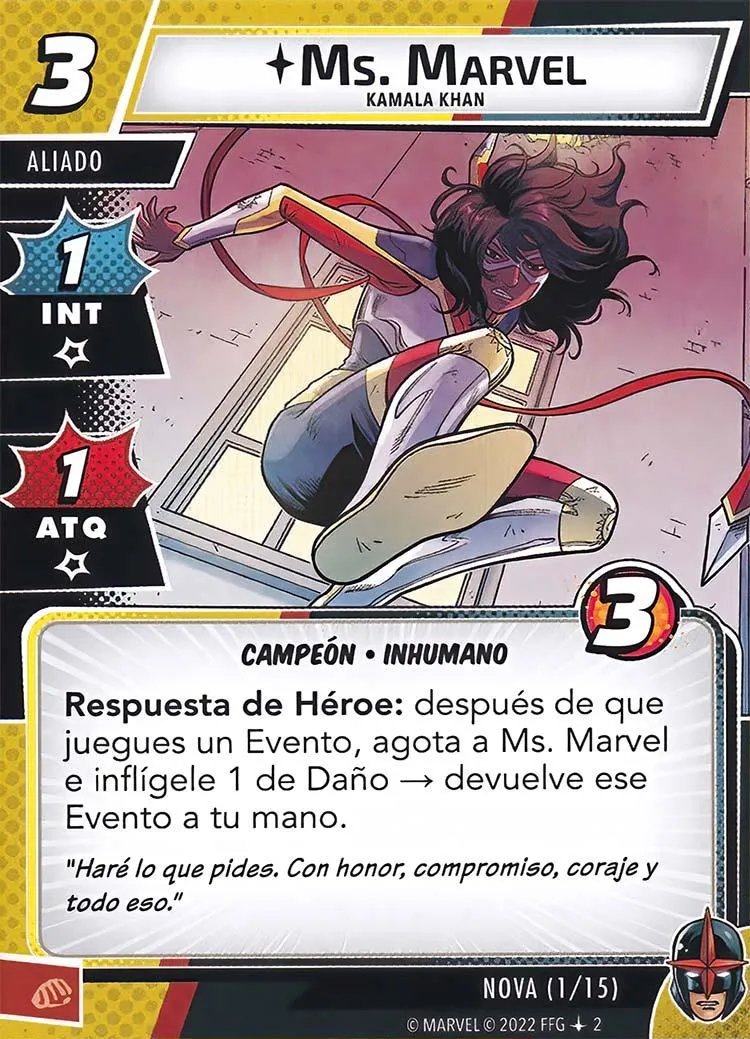 3
Ms. Marvel
KAMALA KHAN
ALIADO
1
INT
1
ATQ
3
CAMPEÓN • INHUMANO
Respuesta de Héroe: después de que
juegues un Evento, agota a Ms. Marvel
e inflígele 1 de Daño → devuelve ese
Evento a tu mano.
"Haré lo que pides. Con honor, compromiso, coraje y
todo eso."
NOVA (1/15)
© MARVEL © 2022 FFG ✦ 2